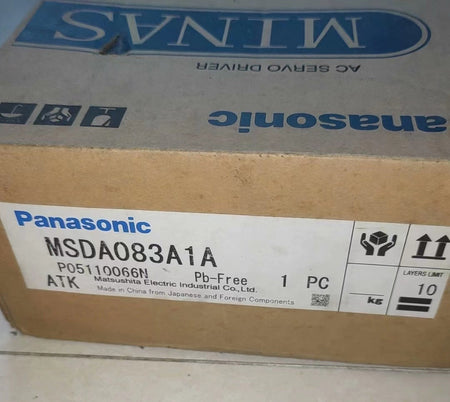 MINAS
AC SERVO DRIVER
Panasonic
Panasonic
MSDA083A1A
P05110066N Pb-Free 1 PC
ATK Matsushita Electric Industrial Co.,Ltd.
Made in China from Japanese and Foreign Components
LAYERS LIMIT
kg 10